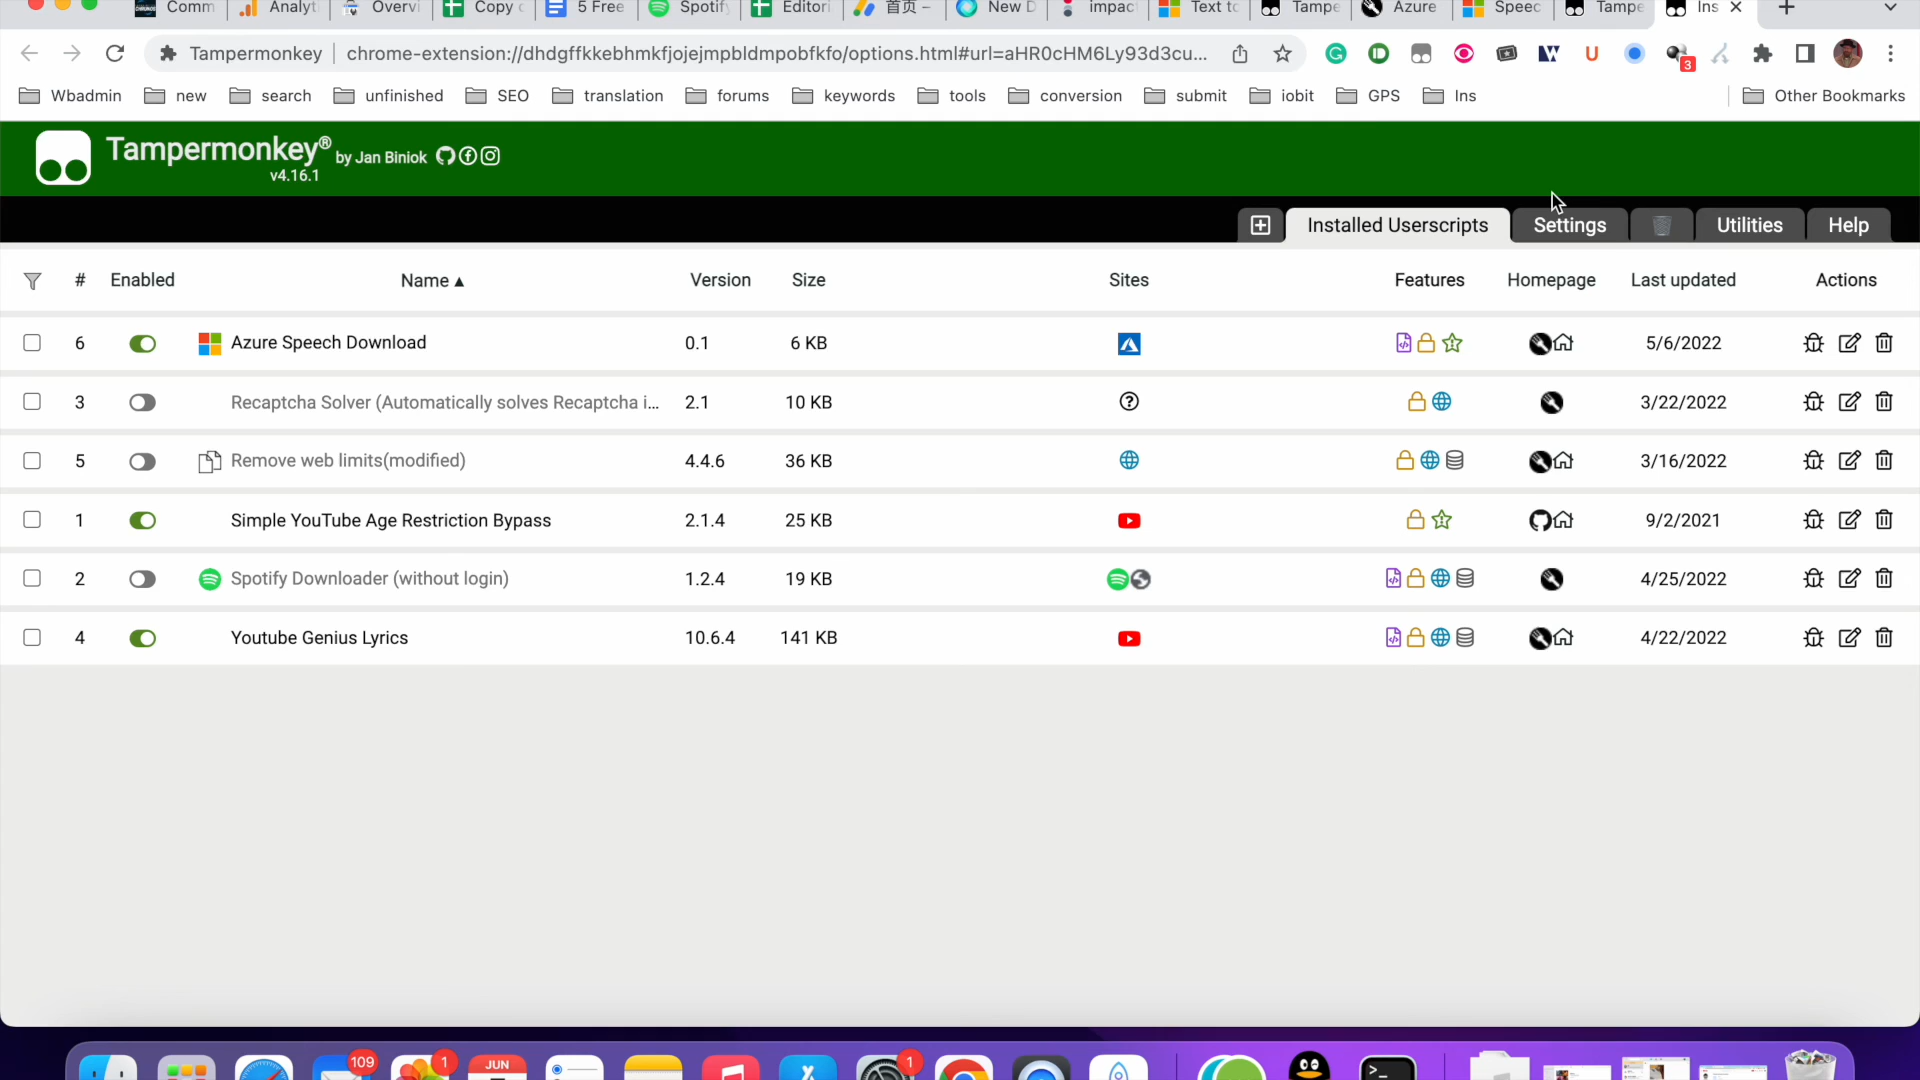 Comm
Analyt
Overvi
Copy
5 Free
Spotify
Editori
首页 –
New D
impac
Text to
Tampe
Azure
Speec
Tampe
Ins
Tampermonkey | chrome-extension://dhdgffkkebhmkfjojejmpbldmpobfkfo/options.html#url=aHR0cHM6Ly93d3cu...
3
Wbadmin new search unfinished SEO translation forums keywords tools conversion submit iobit GPS Ins Other Bookmarks
Tampermonkey® by Jan Biniok
v4.16.1
Installed Userscripts Settings Utilities Help
# Enabled Name ▲ Version Size Sites Features Homepage Last updated Actions
6 Azure Speech Download 0.1 6 KB 5/6/2022
3 Recaptcha Solver (Automatically solves Recaptcha i... 2.1 10 KB 3/22/2022
5 Remove web limits(modified) 4.4.6 36 KB 3/16/2022
1 Simple YouTube Age Restriction Bypass 2.1.4 25 KB 9/2/2021
2 Spotify Downloader (without login) 1.2.4 19 KB 4/25/2022
4 Youtube Genius Lyrics 10.6.4 141 KB 4/22/2022
109 1 JUN 1